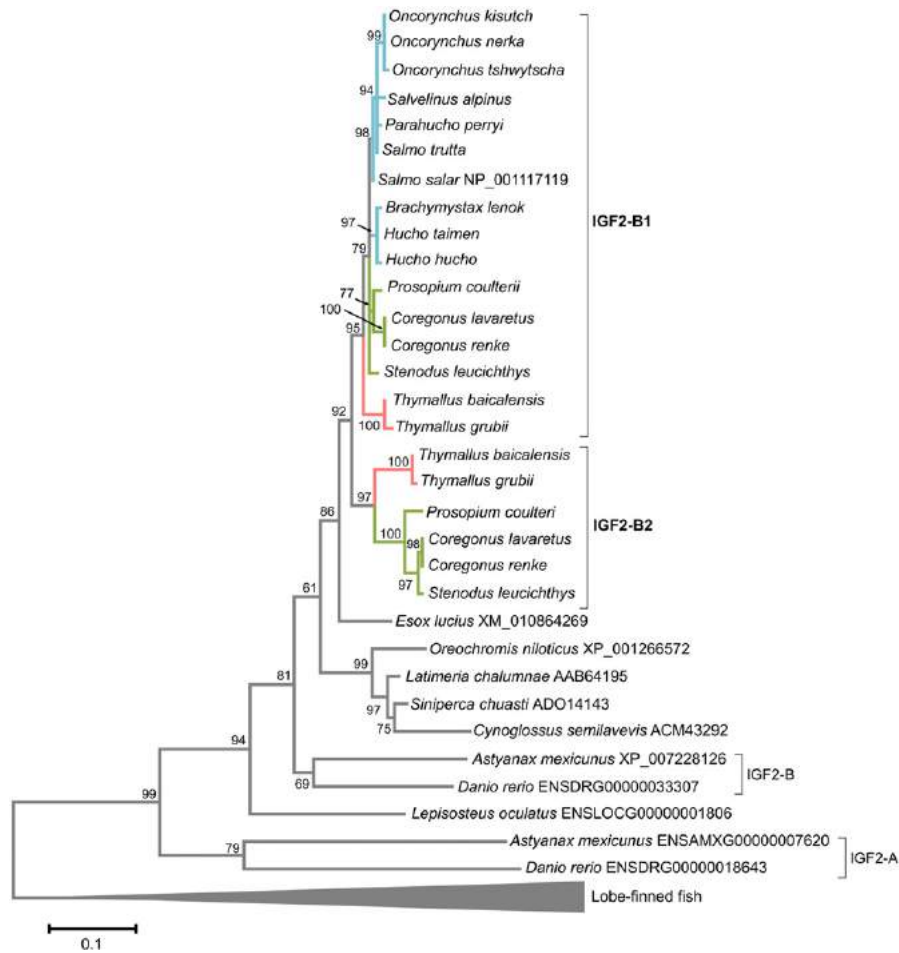 Oncorynchus kisutch
99
Oncorynchus nerka
Oncorynchus tshwytscha
94
Salvelinus alpinus
Parahucho perryi
98
Salmo trutta
Salmo salar NP_001117119
Brachymystax lenok
97
IGF2-B1
Hucho taimen
79
Hucho hucho
Prosopium coulterii
77
100
Coregonus lavaretus
95
Coregonus renke
Stenodus leucichthys
Thymallus baicalensis
92
100
Thymallus grubii
Thymallus baicalensis
100
Thymallus grubii
97
Prosopium coulteri
86
100
IGF2-B2
98
Coregonus lavaretus
Coregonus renke
97
Stenodus leucichthys
61
Esox lucius XM_010864269
Oreochromis niloticus XP_001266572
99
Latimeria chalumnae AAB64195
81
Siniperca chuasti ADO14143
97
75
Cynoglossus semilavevis ACM43292
94
Astyanax mexicunus XP_007228126
IGF2-B
69
Danio rerio ENSDRG00000033307
99
Lepisosteus oculatus ENSLOCG00000001806
Astyanax mexicunus ENSAMXG00000007620
79
IGF2-A
Danio rerio ENSDRG00000018643
Lobe-finned fish
0.1